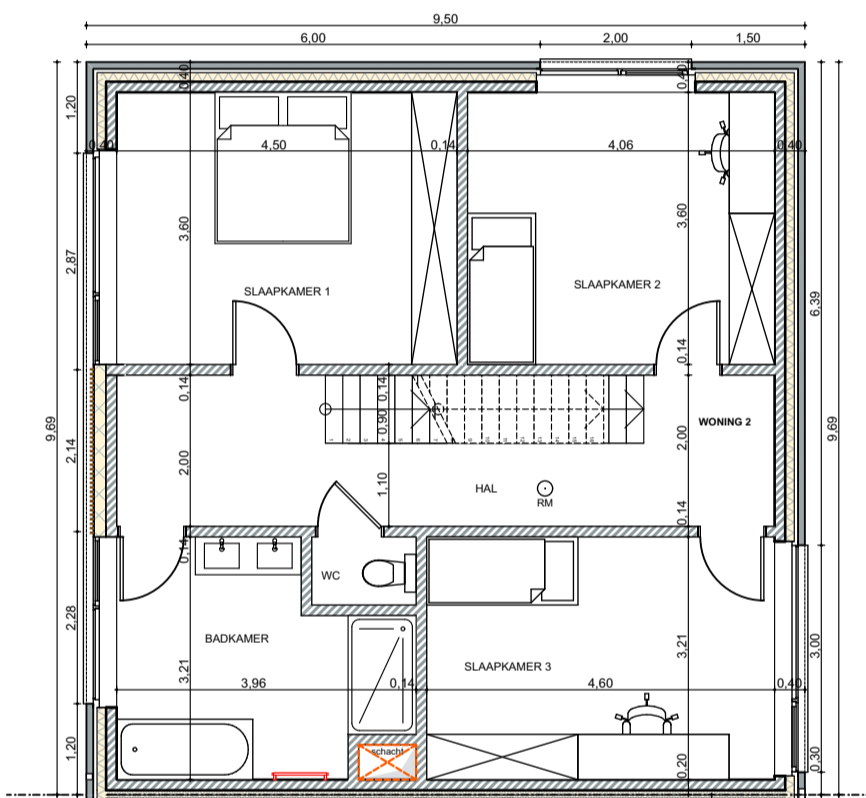 9,50
6,00 2,00 1,50
0,40 0,40
1,20
0,40 4,50 0,14 4,06 0,40
3,60 3,60
2,87
SLAAPKAMER 1 SLAAPKAMER 2
6,39
0,14 0,14 0,14
0,90
WONING 2
9,69 2,14 2,00 2,00 9,69
1,10
HAL
RM
0,14 0,14
WC
2,28
BADKAMER
3,21 3,21 3,00
SLAAPKAMER 3
3,96 0,14 4,60 0,40
1,20 schacht 0,20 0,30